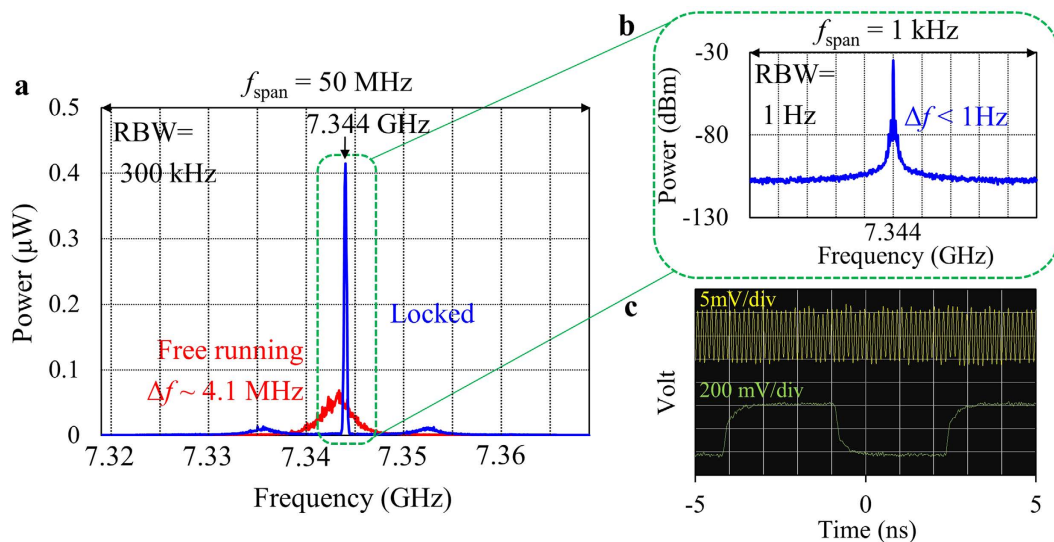 a
f_span = 50 MHz
0.5
RBW=
300 kHz
7.344 GHz
0.4
0.3
0.2
0.1
0
Power (μW)
Locked
Free running
Δf ~ 4.1 MHz
7.32
7.33
7.34
7.35
7.36
Frequency (GHz)
b
f_span = 1 kHz
-30
RBW=
1 Hz
Δf < 1Hz
-80
-130
Power (dBm)
7.344
Frequency (GHz)
c
5mV/div
200 mV/div
Volt
-5
0
5
Time (ns)